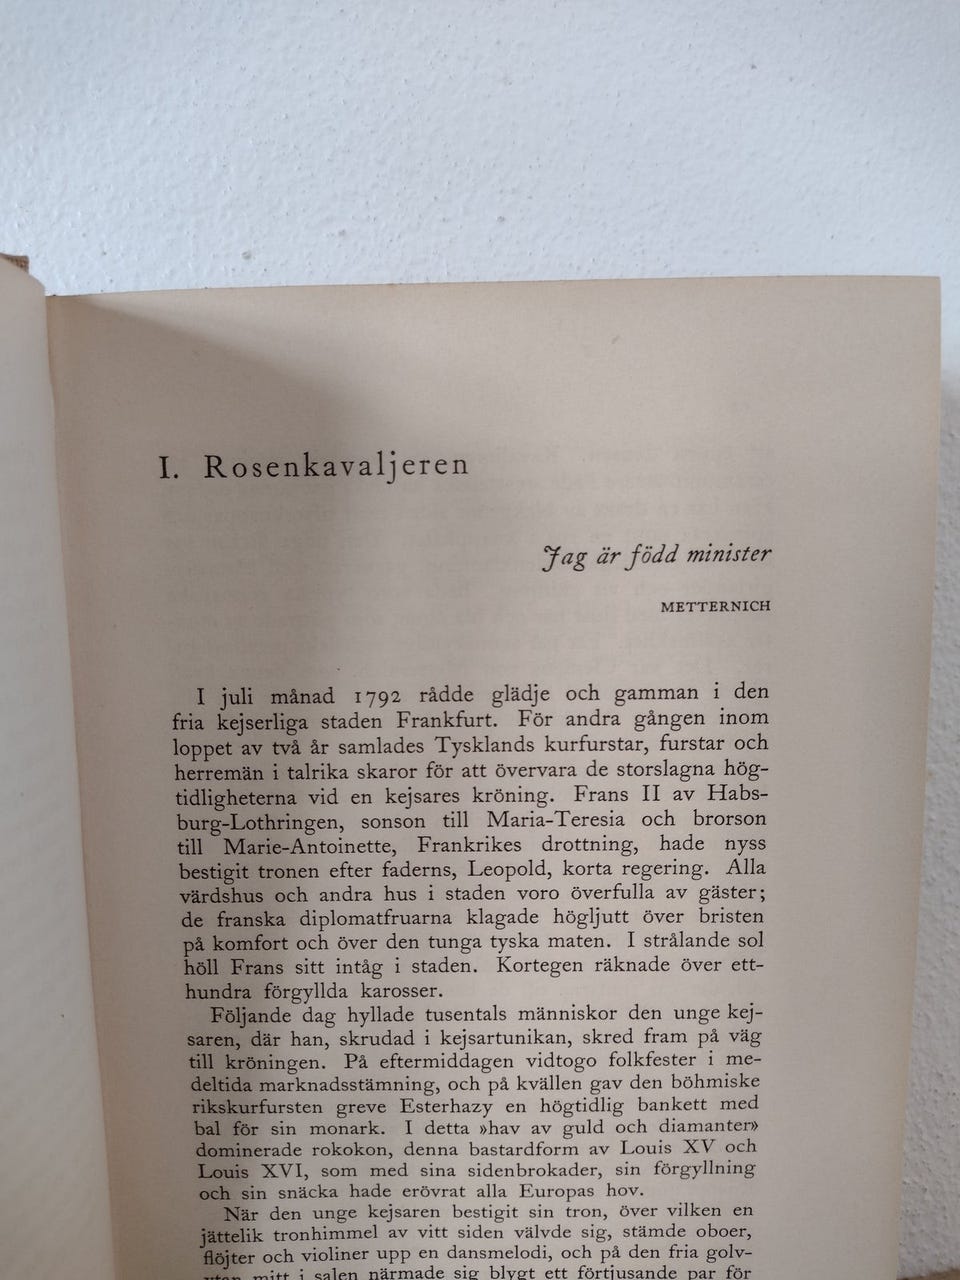 I. Rosenkavaljeren
Jag är född minister
METTERNICH
I juli månad 1792 rådde glädje och gamman i den
fria kejserliga staden Frankfurt. För andra gången inom
loppet av två år samlades Tysklands kurfurstar, furstar och
herremän i talrika skaror för att övervara de storslagna hög-
tidligheterna vid en kejsares kröning. Frans II av Habs-
burg-Lothringen, sonson till Maria-Teresia och brorson
till Marie-Antoinette, Frankrikes drottning, hade nyss
bestigit tronen efter faderns, Leopold, korta regering. Alla
värdshus och andra hus i staden voro överfulla av gäster;
de franska diplomatfruarna klagade högljutt över bristen
på komfort och över den tunga tyska maten. I strålande sol
höll Frans sitt intåg i staden. Kortegen räknade över ett-
hundra förgyllda karosser.
Följande dag hyllade tusentals människor den unge kej-
saren, där han, skrudad i kejsartunikan, skred fram på väg
till kröningen. På eftermiddagen vidtogo folkfester i me-
deltida marknadsstämning, och på kvällen gav den böhmiske
rikskurfursten greve Esterhazy en högtidlig bankett med
bal för sin monark. I detta »hav av guld och diamanter»
dominerade rokokon, denna bastardform av Louis XV och
Louis XVI, som med sina sidenbrokader, sin förgyllning
och sin snäcka hade erövrat alla Europas hov.
När den unge kejsaren bestigit sin tron, över vilken en
jättelik tronhimmel av vitt siden välvde sig, stämde oboer,
flöjter och violiner upp en dansmelodi, och på den fria golv-
ytan mitt i salen närmade sig blygt ett förtjusande par för